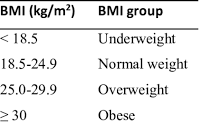 BMI (kg/m²) BMI group
< 18.5 Underweight
18.5-24.9 Normal weight
25.0-29.9 Overweight
≥ 30 Obese